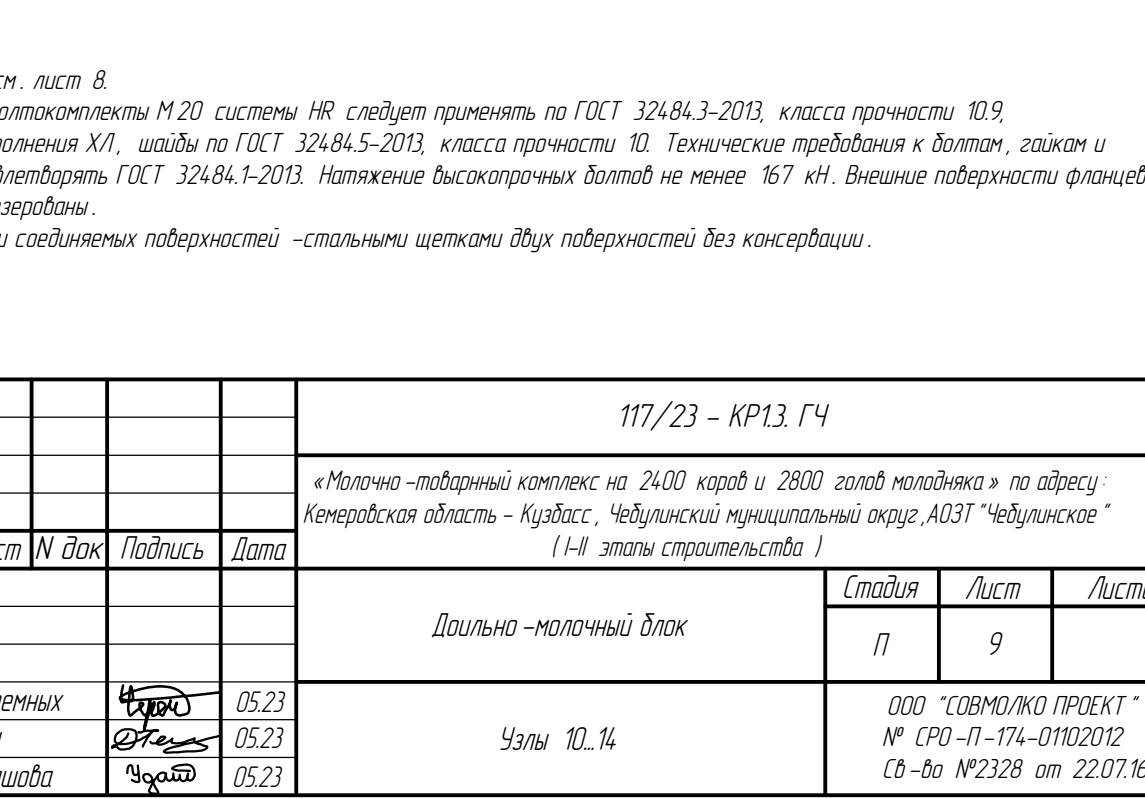 см. лист 8.
олтокомплекты М20 системы HR следует применять по ГОСТ 32484.3-2013, класса прочности 10.9,
полнения ХЛ, шайбы по ГОСТ 32484.5-2013, класса прочности 10. Технические требования к болтам, гайкам и
влетворять ГОСТ 32484.1-2013. Натяжение высокопрочных болтов не менее 167 кН. Внешние поверхности фланцев
езерованы.
и соединяемых поверхностей -стальными щетками двух поверхностей без консервации.
117/23 - КР1.3. ГЧ
«Молочно-товарнный комплекс на 2400 коров и 2800 голов молодняка» по адресу:
Кемеровская область - Кузбасс, Чебулинский муниципальный округ, АОЗТ "Чебулинское"
(I-II этапы строительства)
ст N док Подпись Дата
Доильно-молочный блок
Стадия Лист Листо
П 9
емных 05.23
05.23
шова 05.23
Узлы 10...14
ООО "СОВМОЛКО ПРОЕКТ"
№ СРО-П-174-01102012
Св-во №2328 от 22.07.16